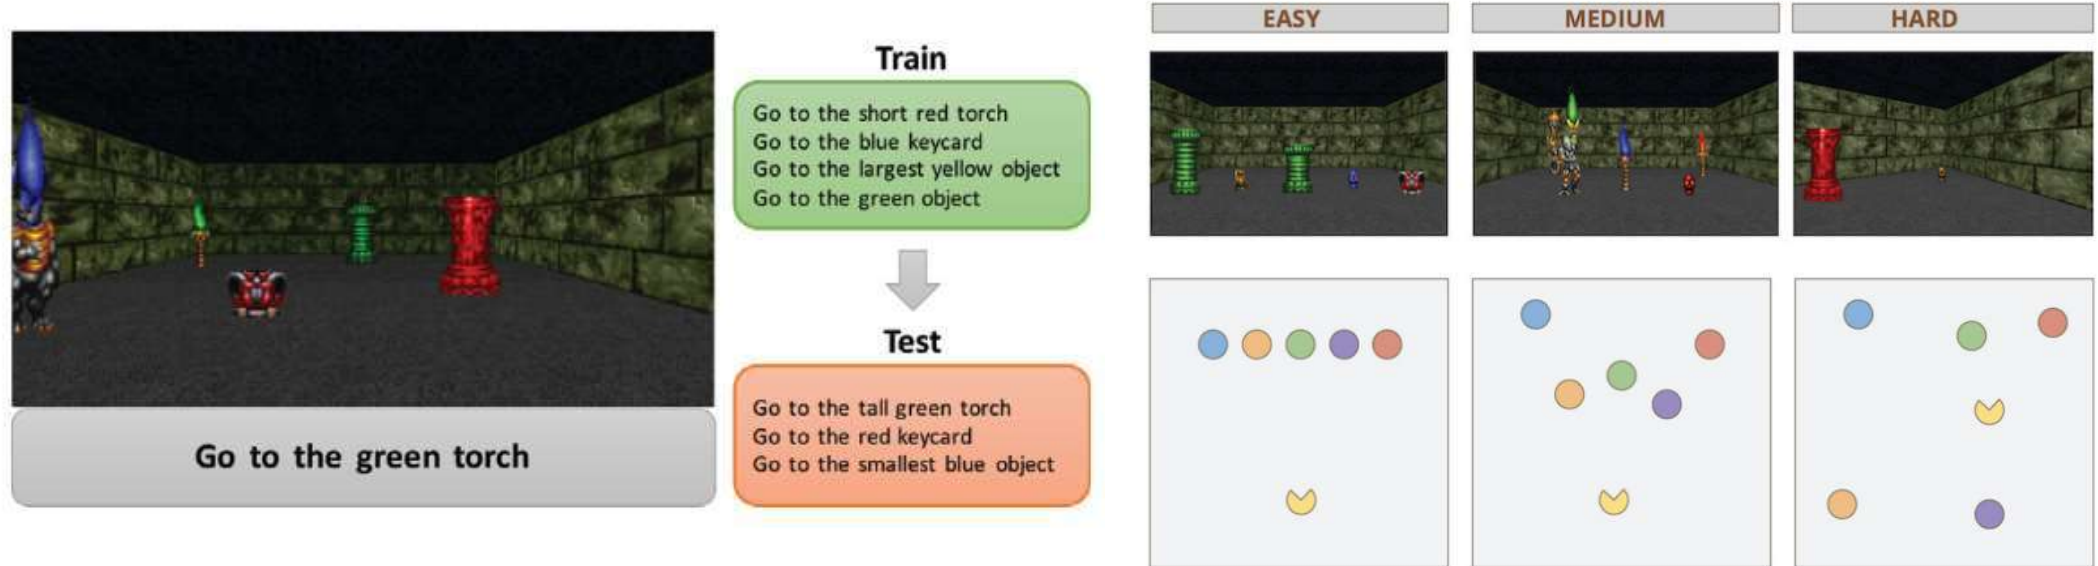 Go to the green torch
Train
Go to the short red torch
Go to the blue keycard
Go to the largest yellow object
Go to the green object
Test
Go to the tall green torch
Go to the red keycard
Go to the smallest blue object
EASY
MEDIUM
HARD